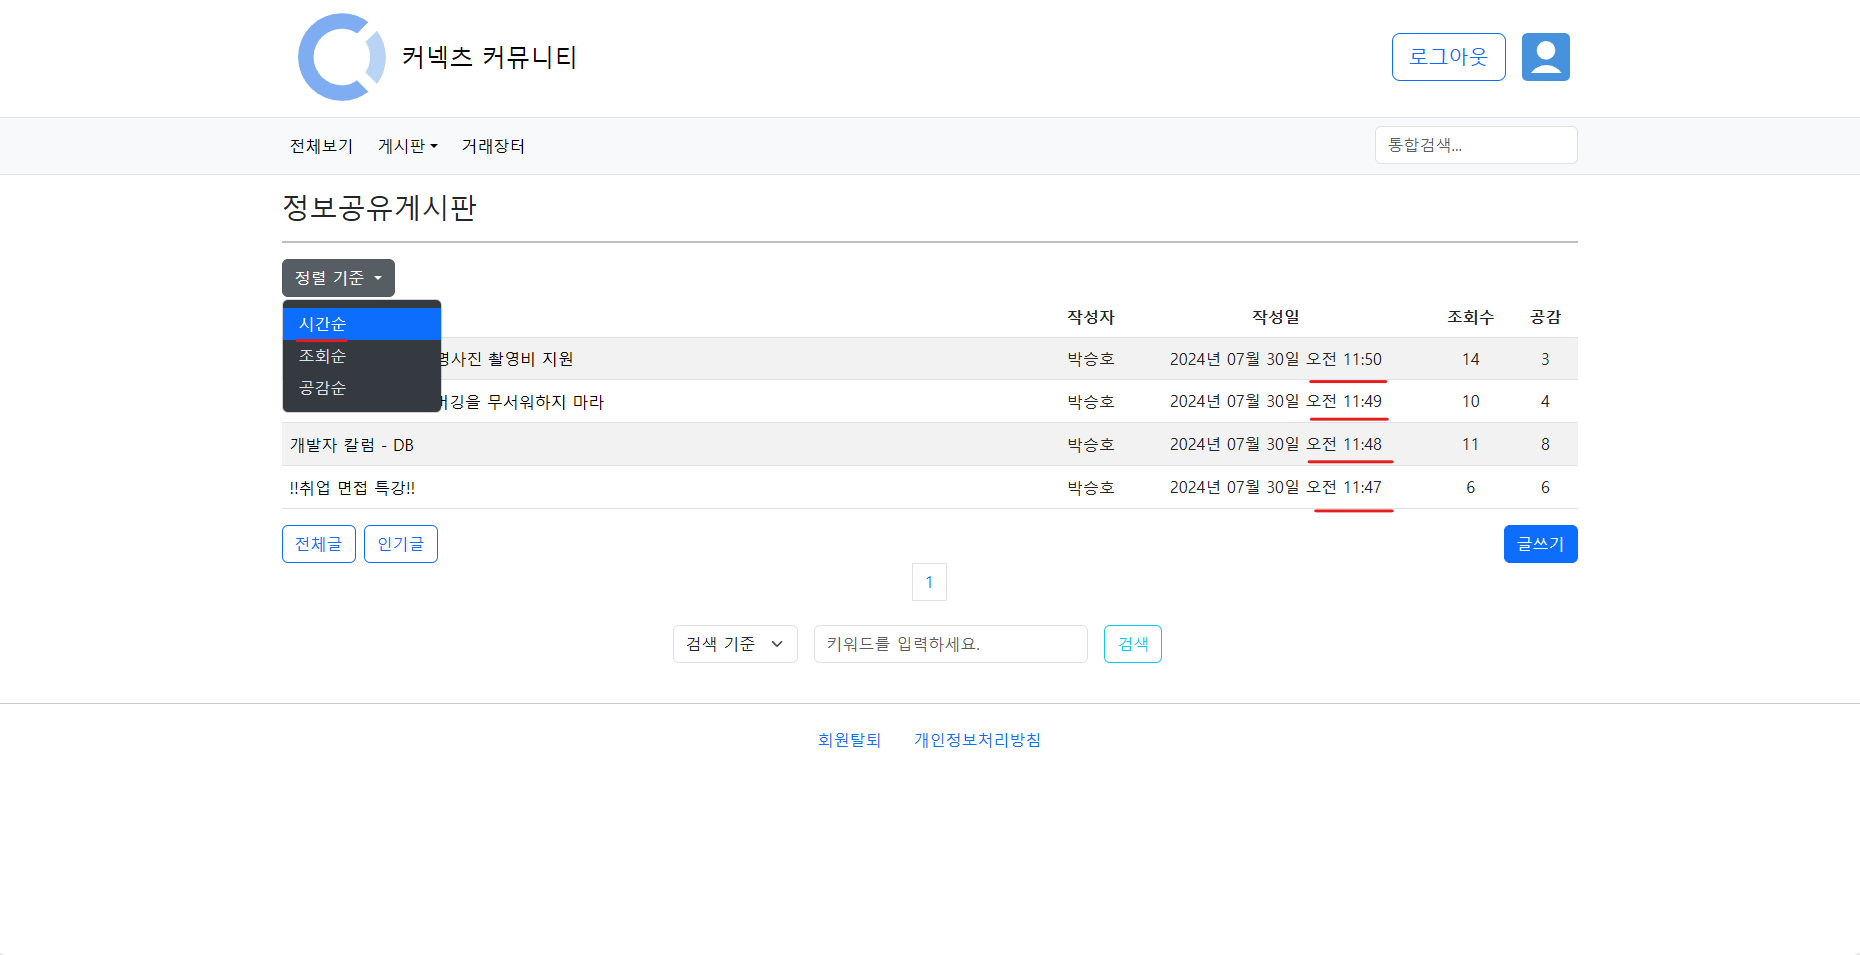 커넥츠 커뮤니티
로그아웃
전체보기 게시판 거래장터 통합검색...
정보공유게시판
정렬 기준
시간순
조회순
공감순
작성자 작성일 조회수 공감
명사진 촬영비 지원 박승호 2024년 07월 30일 오전 11:50 14 3
버깅을 무서워하지 마라 박승호 2024년 07월 30일 오전 11:49 10 4
개발자 칼럼 - DB 박승호 2024년 07월 30일 오전 11:48 11 8
!!취업 면접 특강!! 박승호 2024년 07월 30일 오전 11:47 6 6
전체글 인기글 글쓰기
1
검색 기준 키워드를 입력하세요. 검색
회원탈퇴 개인정보처리방침